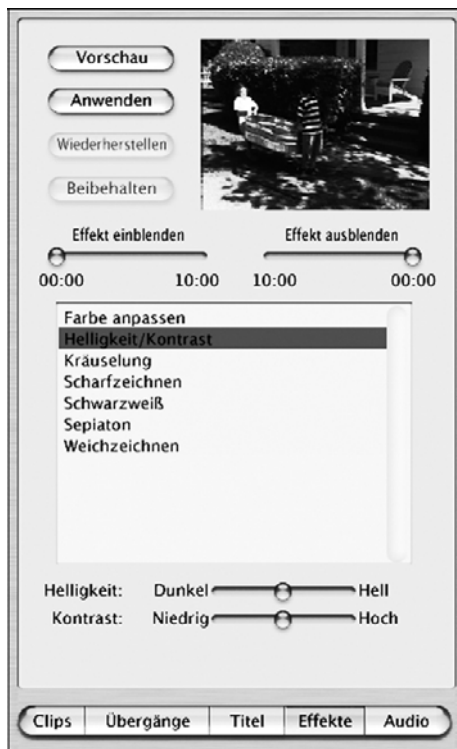 Vorschau
Anwenden
Wiederherstellen
Beibehalten
Effekt einblenden
Effekt ausblenden
00:00 10:00 10:00 00:00
Farbe anpassen
Helligkeit/Kontrast
Kräuselung
Scharfzeichnen
Schwarzweiß
Sepiaton
Weichzeichnen
Helligkeit: Dunkel Hell
Kontrast: Niedrig Hoch
Clips Übergänge Titel Effekte Audio